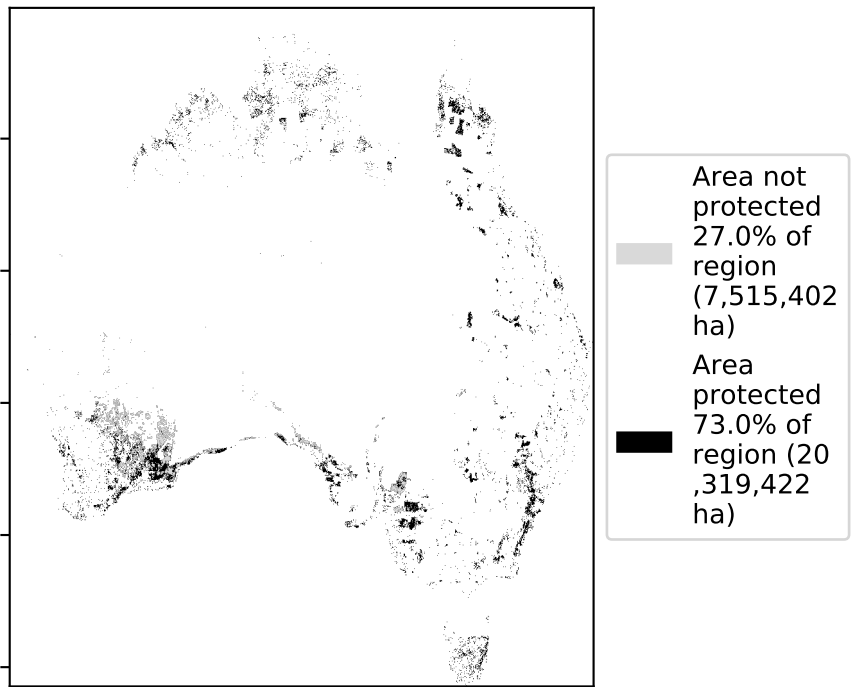 Area not
protected
27.0% of
region
(7,515,402
ha)
Area
protected
73.0% of
region (20
,319,422
ha)